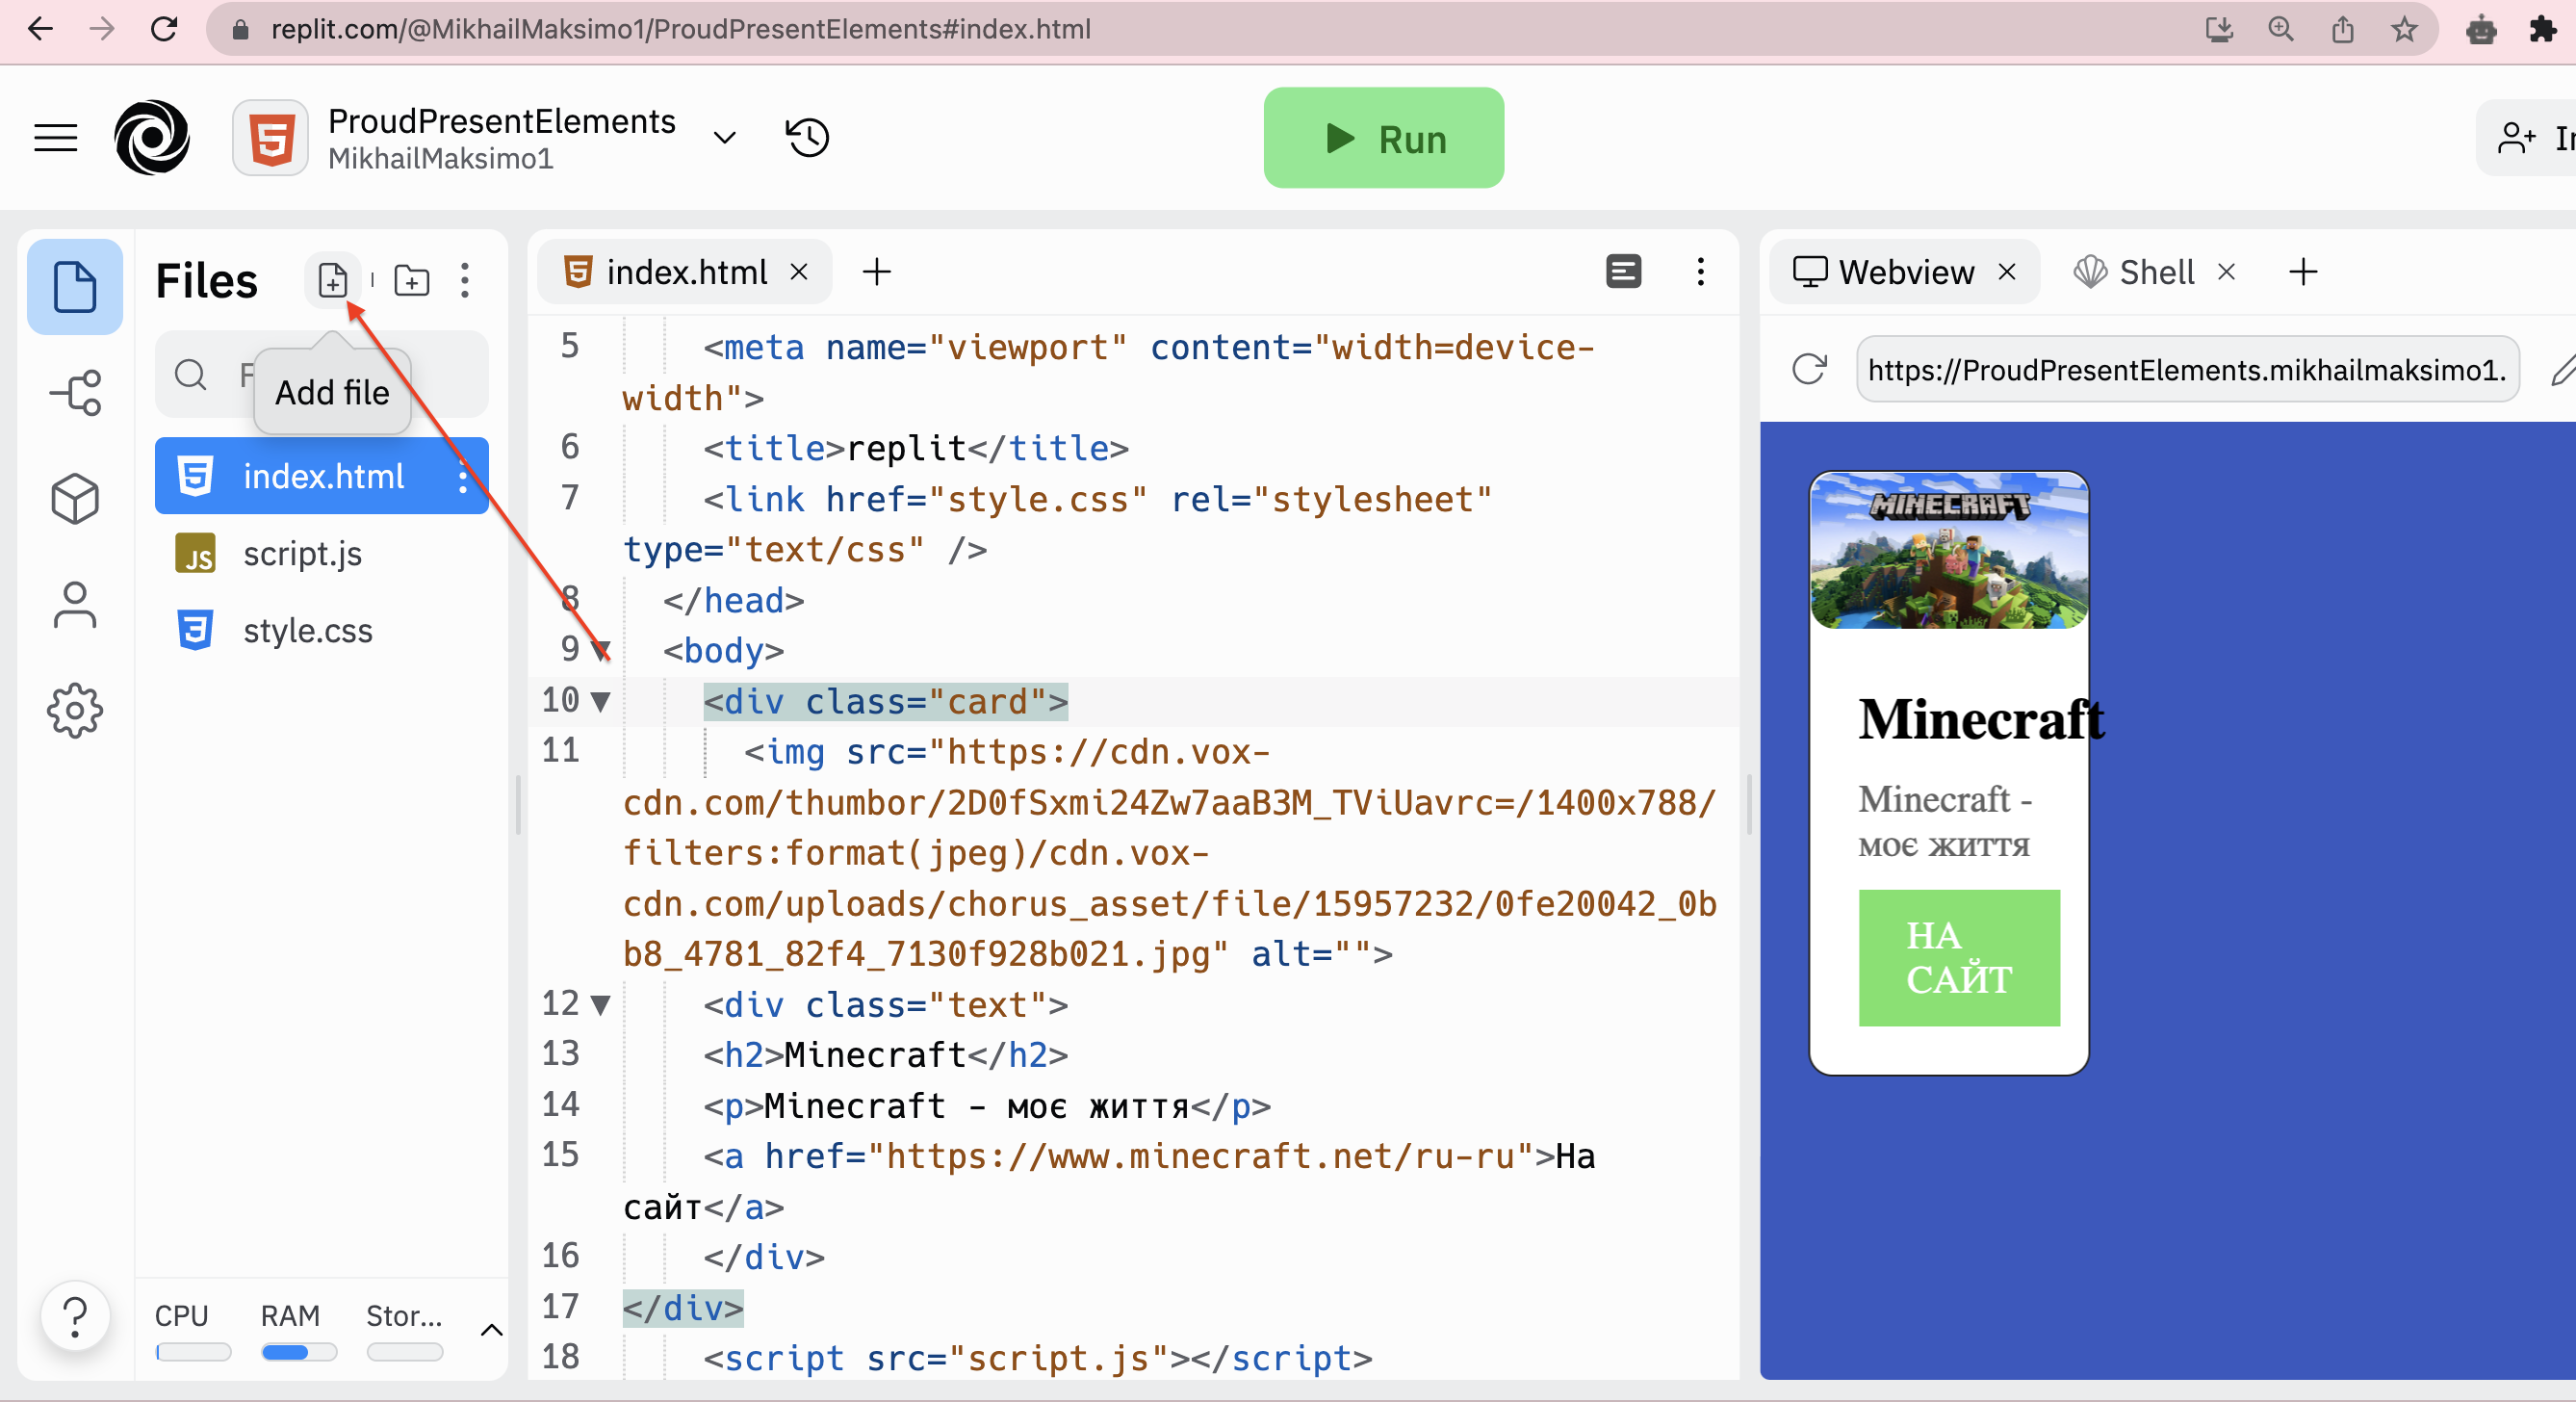 replit.com/@MikhailMaksimo1/ProudPresentElements#index.html
ProudPresentElements
MikhailMaksimo1
Run
Files
Add file
index.html
script.js
style.css
CPU RAM Stor...
index.html
5 <meta name="viewport" content="width=device-
width">
6 <title>replit</title>
7 <link href="style.css" rel="stylesheet"
type="text/css" />
8 </head>
9 <body>
10 <div class="card">
11 <img src="https://cdn.vox-
cdn.com/thumbor/2D0fSxmi24Zw7aaB3M_TViUavrc=/1400x788/
filters:format(jpeg)/cdn.vox-
cdn.com/uploads/chorus_asset/file/15957232/0fe20042_0b
b8_4781_82f4_7130f928b021.jpg" alt="">
12 <div class="text">
13 <h2>Minecraft</h2>
14 <p>Minecraft - моє життя</p>
15 <a href="https://www.minecraft.net/ru-ru">На
сайт</a>
16 </div>
17 </div>
18 <script src="script.js"></script>
Webview Shell
https://ProudPresentElements.mikhailmaksimo1.
MINECRAFT
Minecraft
Minecraft -
моє життя
НА
САЙТ